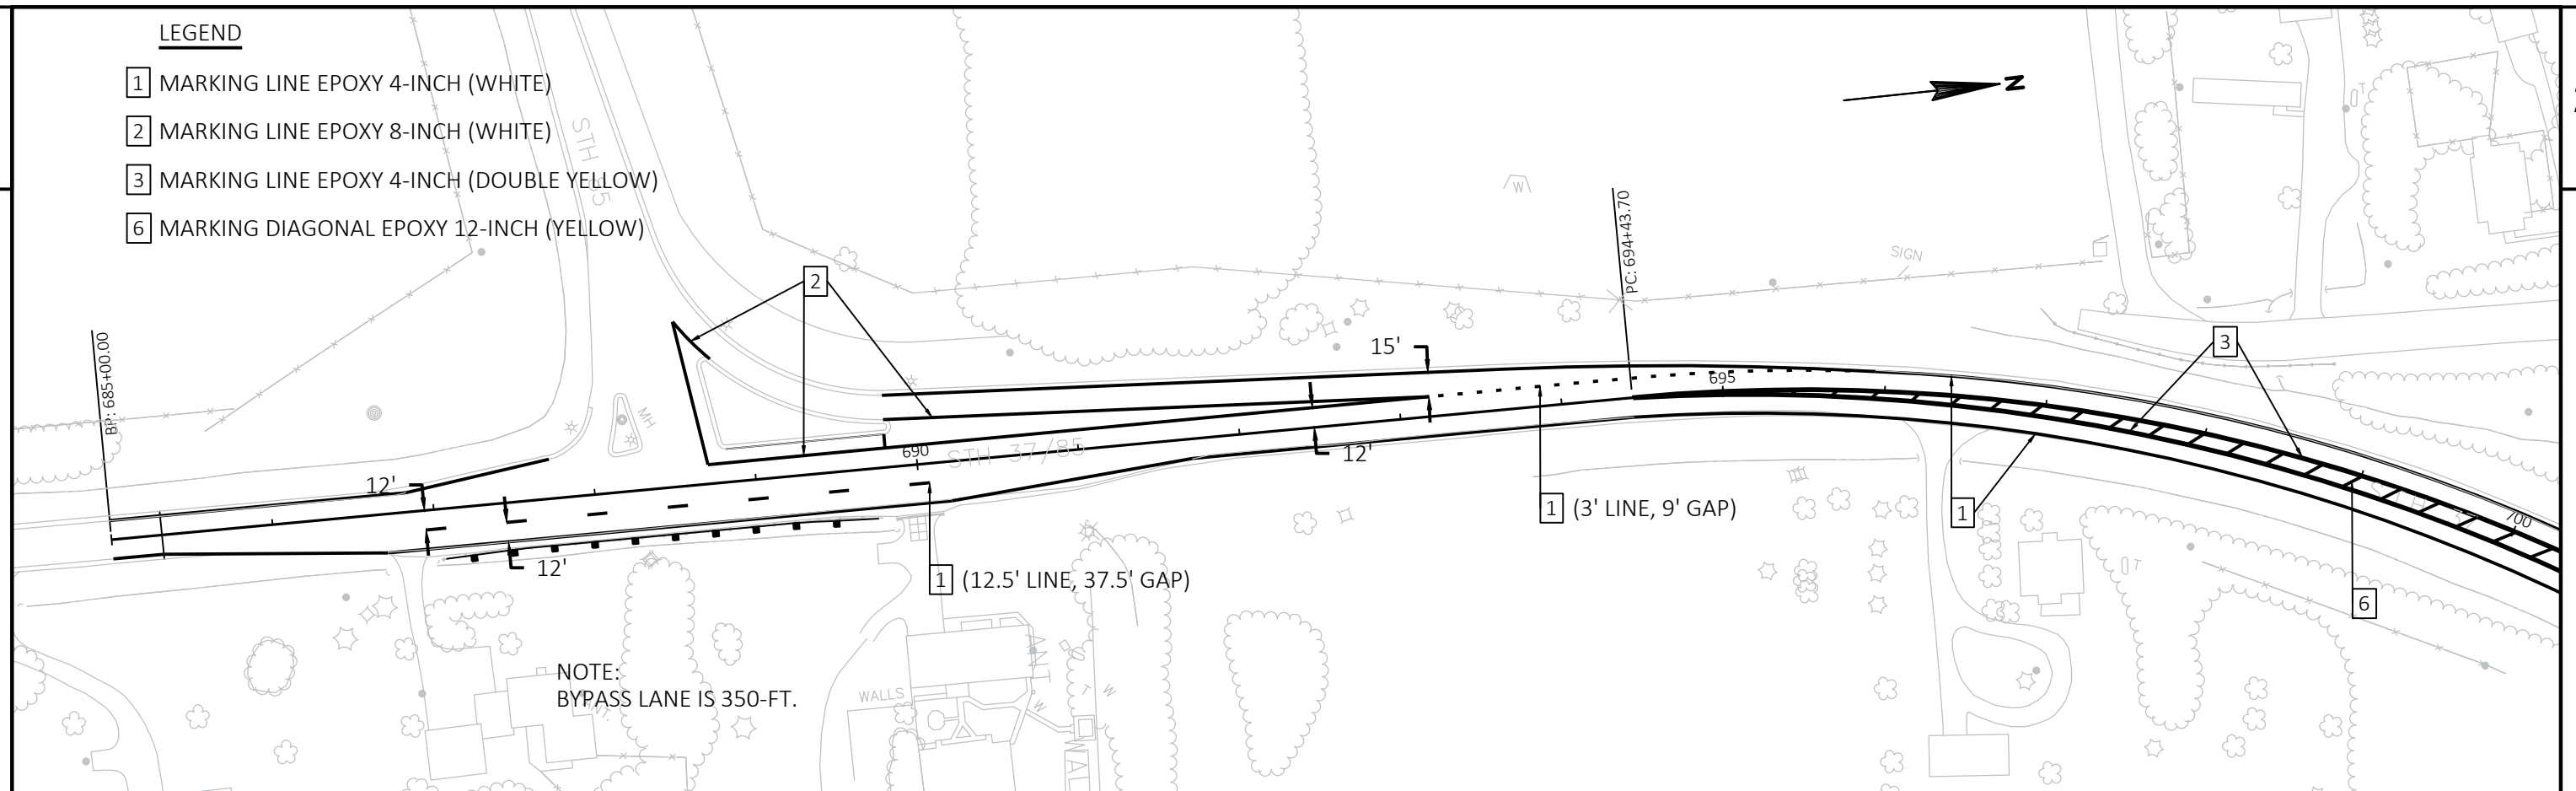 LEGEND
1 MARKING LINE EPOXY 4-INCH (WHITE)
2 MARKING LINE EPOXY 8-INCH (WHITE)
3 MARKING LINE EPOXY 4-INCH (DOUBLE YELLOW)
6 MARKING DIAGONAL EPOXY 12-INCH (YELLOW)
N
W
SIGN
PC: 694+43.70
2
BP: 685+00.00
15'
3
695
MH
690
STH 37/85
12'
12'
12'
1 (3' LINE, 9' GAP)
1
700
1 (12.5' LINE, 37.5' GAP)
6
T
T
NOTE:
BYPASS LANE IS 350-FT.
WALLS
T
W
W